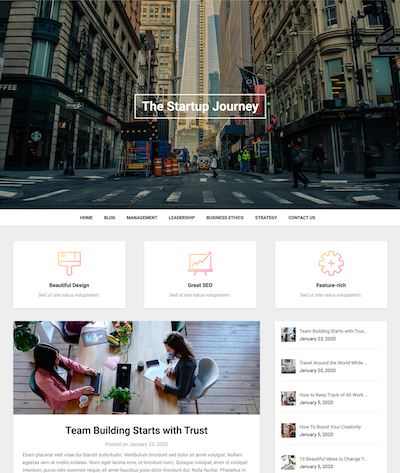 The Startup Journey
HOME BLOG MANAGEMENT LEADERSHIP BUSINESS ETHICS STRATEGY CONTACT US
Beautiful Design
Sed ut iste natus voluptatem.
Great SEO
Sed ut iste natus voluptatem.
Feature-rich
Sed ut iste natus voluptatem.
Team Building Starts with Trust
Posted on January 23, 2020
Etiam placerat velit vitae dui blandit sollicitudin. Vestibulum tincidunt sed dolor sit amet volutpat. Nullam
egestas sem at mollis sodales. Nunc eget lacinia eros, ut tincidunt nunc. Quisque volutpat, enim id volutpat
interdum, purus odio euismod neque, sit amet faucibus justo dolor tincidunt dui. Nulla facilisi. Phasellus in
Team Building Starts with Trus...
January 23, 2020
Travel Around the World While ...
January 20, 2020
How to Keep Track of All Work ...
January 5, 2020
How To Boost Your Creativity
January 5, 2020
10 Beautiful Ideas to Change Y...
January 5, 2020